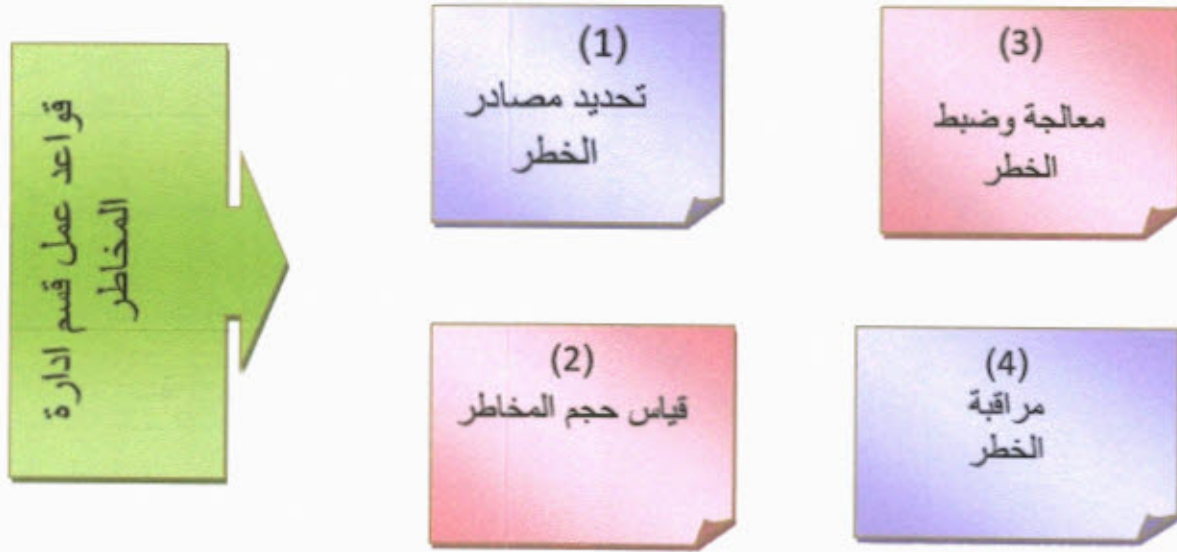 قواعد عمل قسم ادارة
المخاطر
(1)
تحديد مصادر
الخطر
(2)
قياس حجم المخاطر
(3)
معالجة وضبط
الخطر
(4)
مراقبة
الخطر